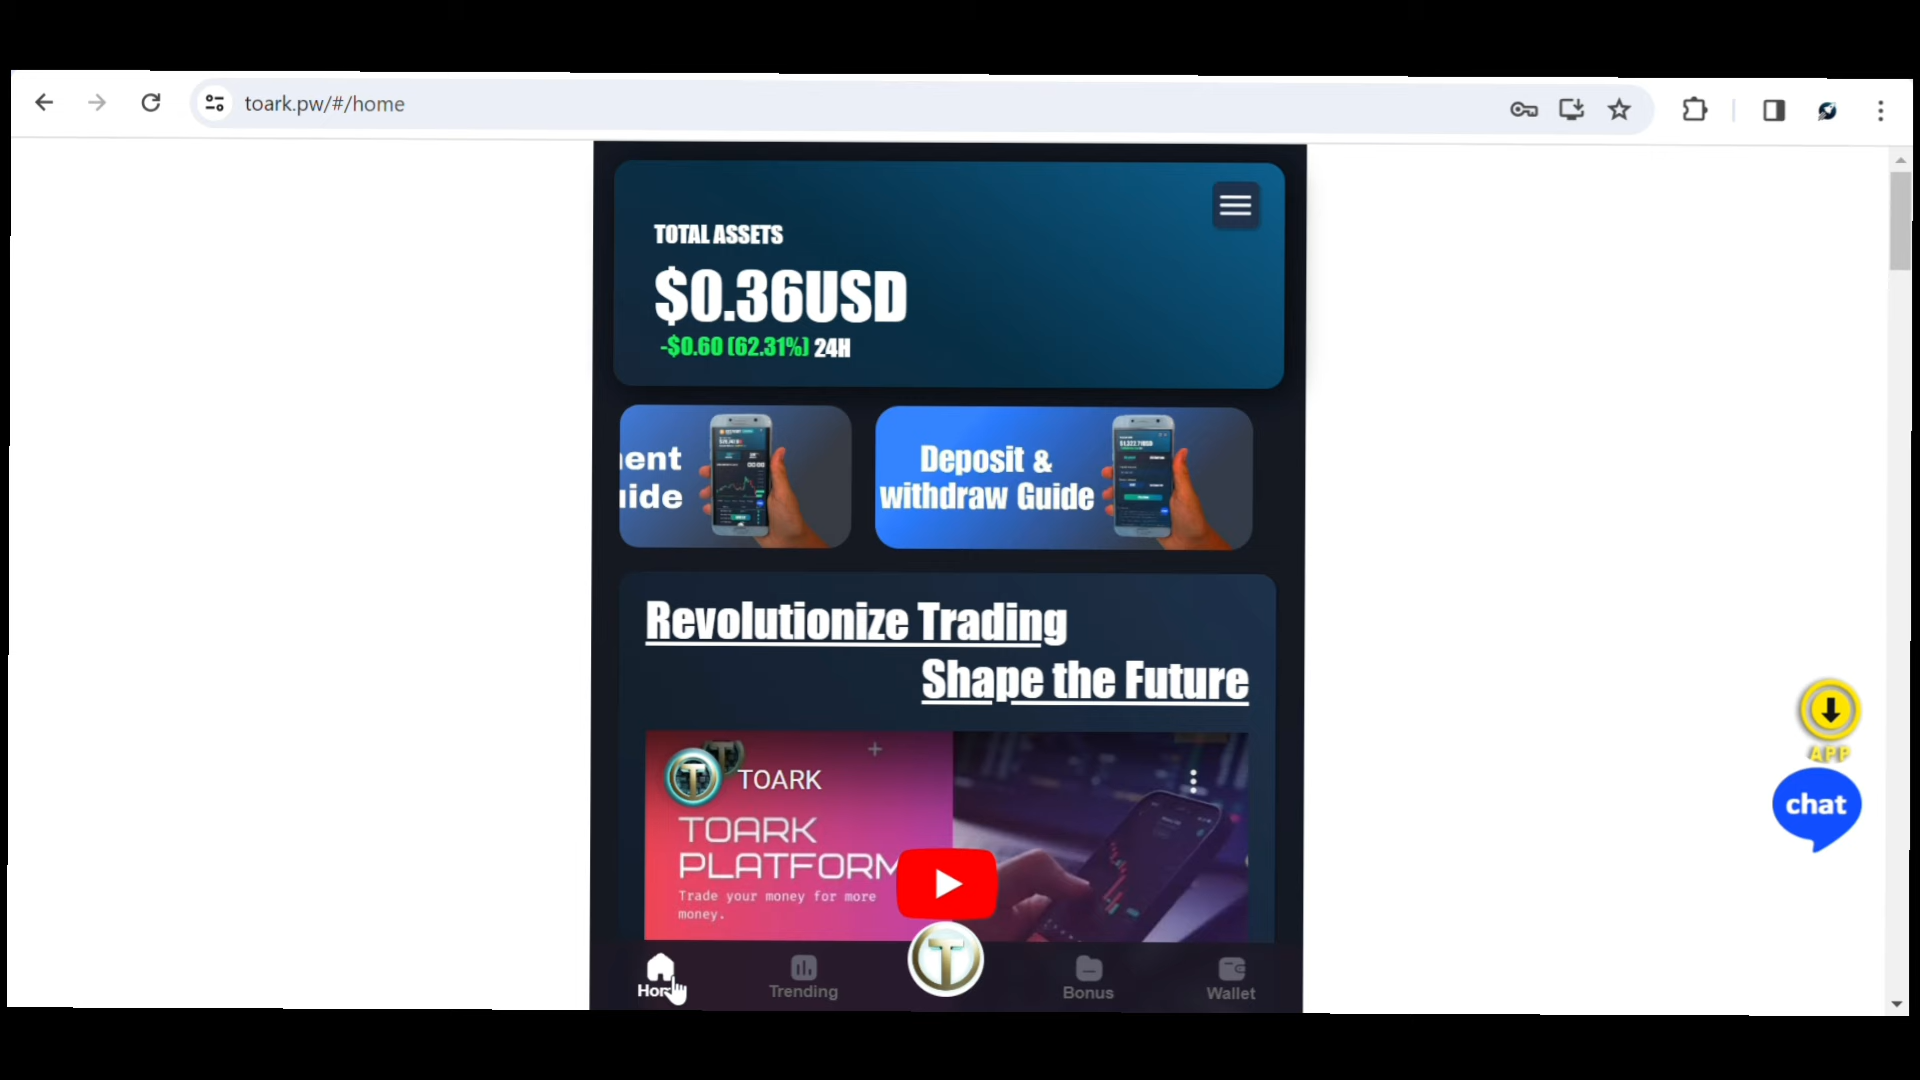 toark.pw/#/home
TOTAL ASSETS
$0.36USD
-$0.60 (62.31%) 24H
ent
ide
Deposit &
withdraw Guide
Revolutionize Trading
Shape the Future
TOARK
TOARK
PLATFORM
Trade your money for more
money.
APP
chat
Trending
Bonus
Wallet